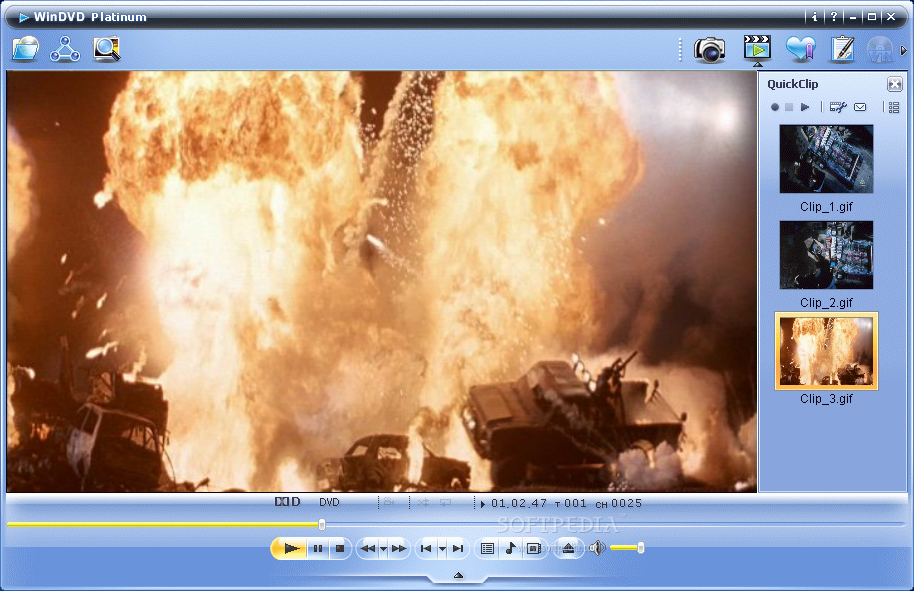 WinDVD Platinum
QuickClip
Clip_1.gif
Clip_2.gif
Clip_3.gif
DVD
01.02.47 T 001 CH 0025
SOFTPEDIA